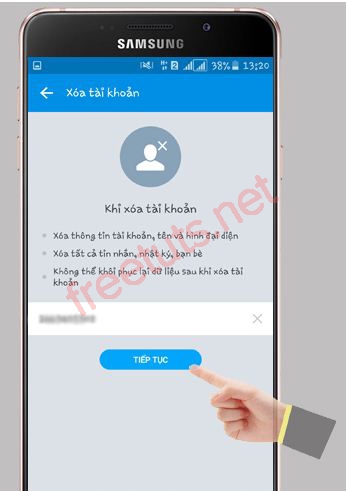 SAMSUNG
H+ 2 38% 13:20
Xóa tài khoản
Khi xóa tài khoản
Xóa thông tin tài khoản, tên và hình đại diện
Xóa tất cả tin nhắn, nhật ký, bạn bè
Không thể khôi phục lại dữ liệu sau khi xóa
khoản
TIẾP TỤC
freetuts.net